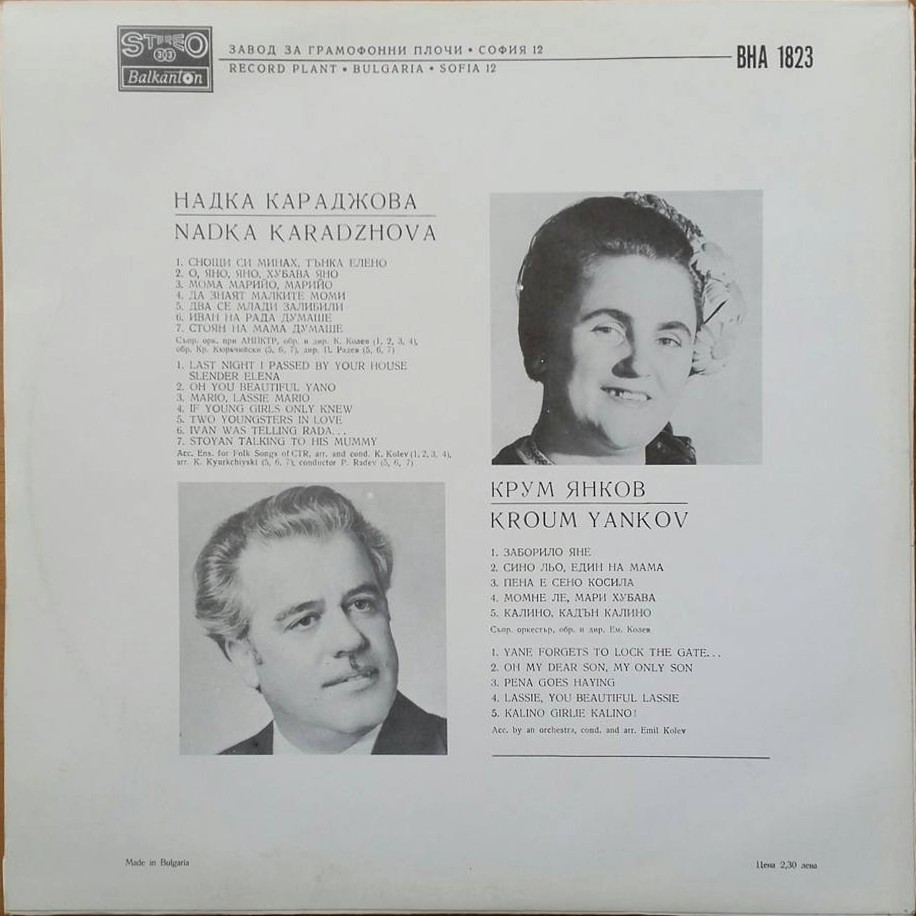 STEREO
33
Balkanton
ЗАВОД ЗА ГРАМОФОННИ ПЛОЧИ • СОФИЯ 12
RECORD PLANT • BULGARIA • SOFIA 12
ВНА 1823
НАДКА КАРАДЖОВА
NADKA KARADZHOVA
1. СНОЩИ СИ МИНАХ, ТЪНКА ЕЛЕНО
2. О, ЯНО, ЯНО, ХУБАВА ЯНО
3. МОМА МАРИЙО, МАРИЙО
4. ДА ЗНАЯТ МАЛКИТЕ МОМИ
5. ДВА СЕ МЛАДИ ЗАЛИБИЛИ
6. ИВАН НА РАДА ДУМАШЕ
7. СТОЯН НА МАМА ДУМАШЕ
Съпр. орк. при АНПКТР, обр. и дир. К. Колев (1, 2, 3, 4),
обр. Кр. Кюркчийски (5, 6, 7), дир. П. Радев (5, 6, 7)
1. LAST NIGHT I PASSED BY YOUR HOUSE
SLENDER ELENA
2. OH YOU BEAUTIFUL YANO
3. MARIO, LASSIE MARIO
4. IF YOUNG GIRLS ONLY KNEW
5. TWO YOUNGSTERS IN LOVE
6. IVAN WAS TELLING RADA...
7. STOYAN TALKING TO HIS MUMMY
Acc. Ens. for Folk Songs of CTR, arr. and cond. K. Kolev (1, 2, 3, 4),
arr. K. Kyurkchiyski (5, 6, 7), conductor P. Radev (5, 6, 7)
КРУМ ЯНКОВ
KROUM YANKOV
1. ЗАБОРИЛО ЯНЕ
2. СИНО ЛЬО, ЕДИН НА МАМА
3. ПЕНА Е СЕНО КОСИЛА
4. МОМНЕ ЛЕ, МАРИ ХУБАВА
5. КАЛИНО, КАДЪН КАЛИНО
Съпр. оркестър, обр. и дир. Ем. Колев
1. YANE FORGETS TO LOCK THE GATE...
2. OH MY DEAR SON, MY ONLY SON
3. PENA GOES HAYING
4. LASSIE, YOU BEAUTIFUL LASSIE
5. KALINO GIRLIE KALINO!
Acc. by an orchestra, cond. and arr. Emil Kolev
Made in Bulgaria
Цена 2,30 лева